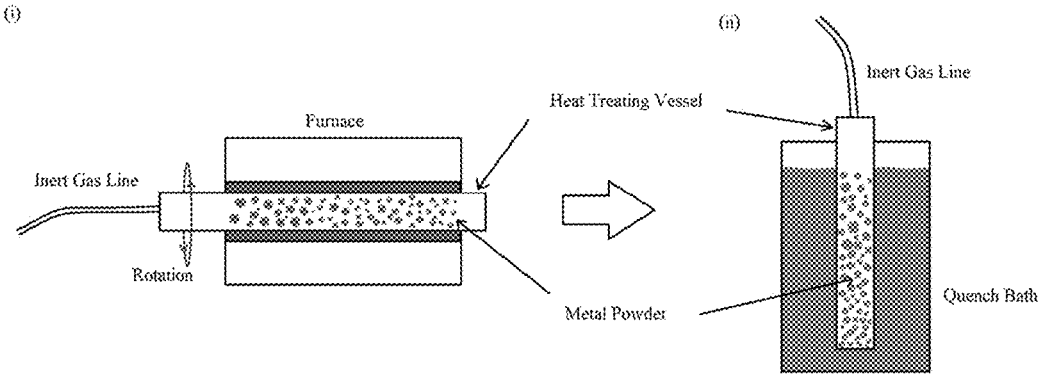 (i)
Furnace
Inert Gas Line
Rotation
Heat Treating Vessel
Metal Powder
(ii)
Inert Gas Line
Quench Bath